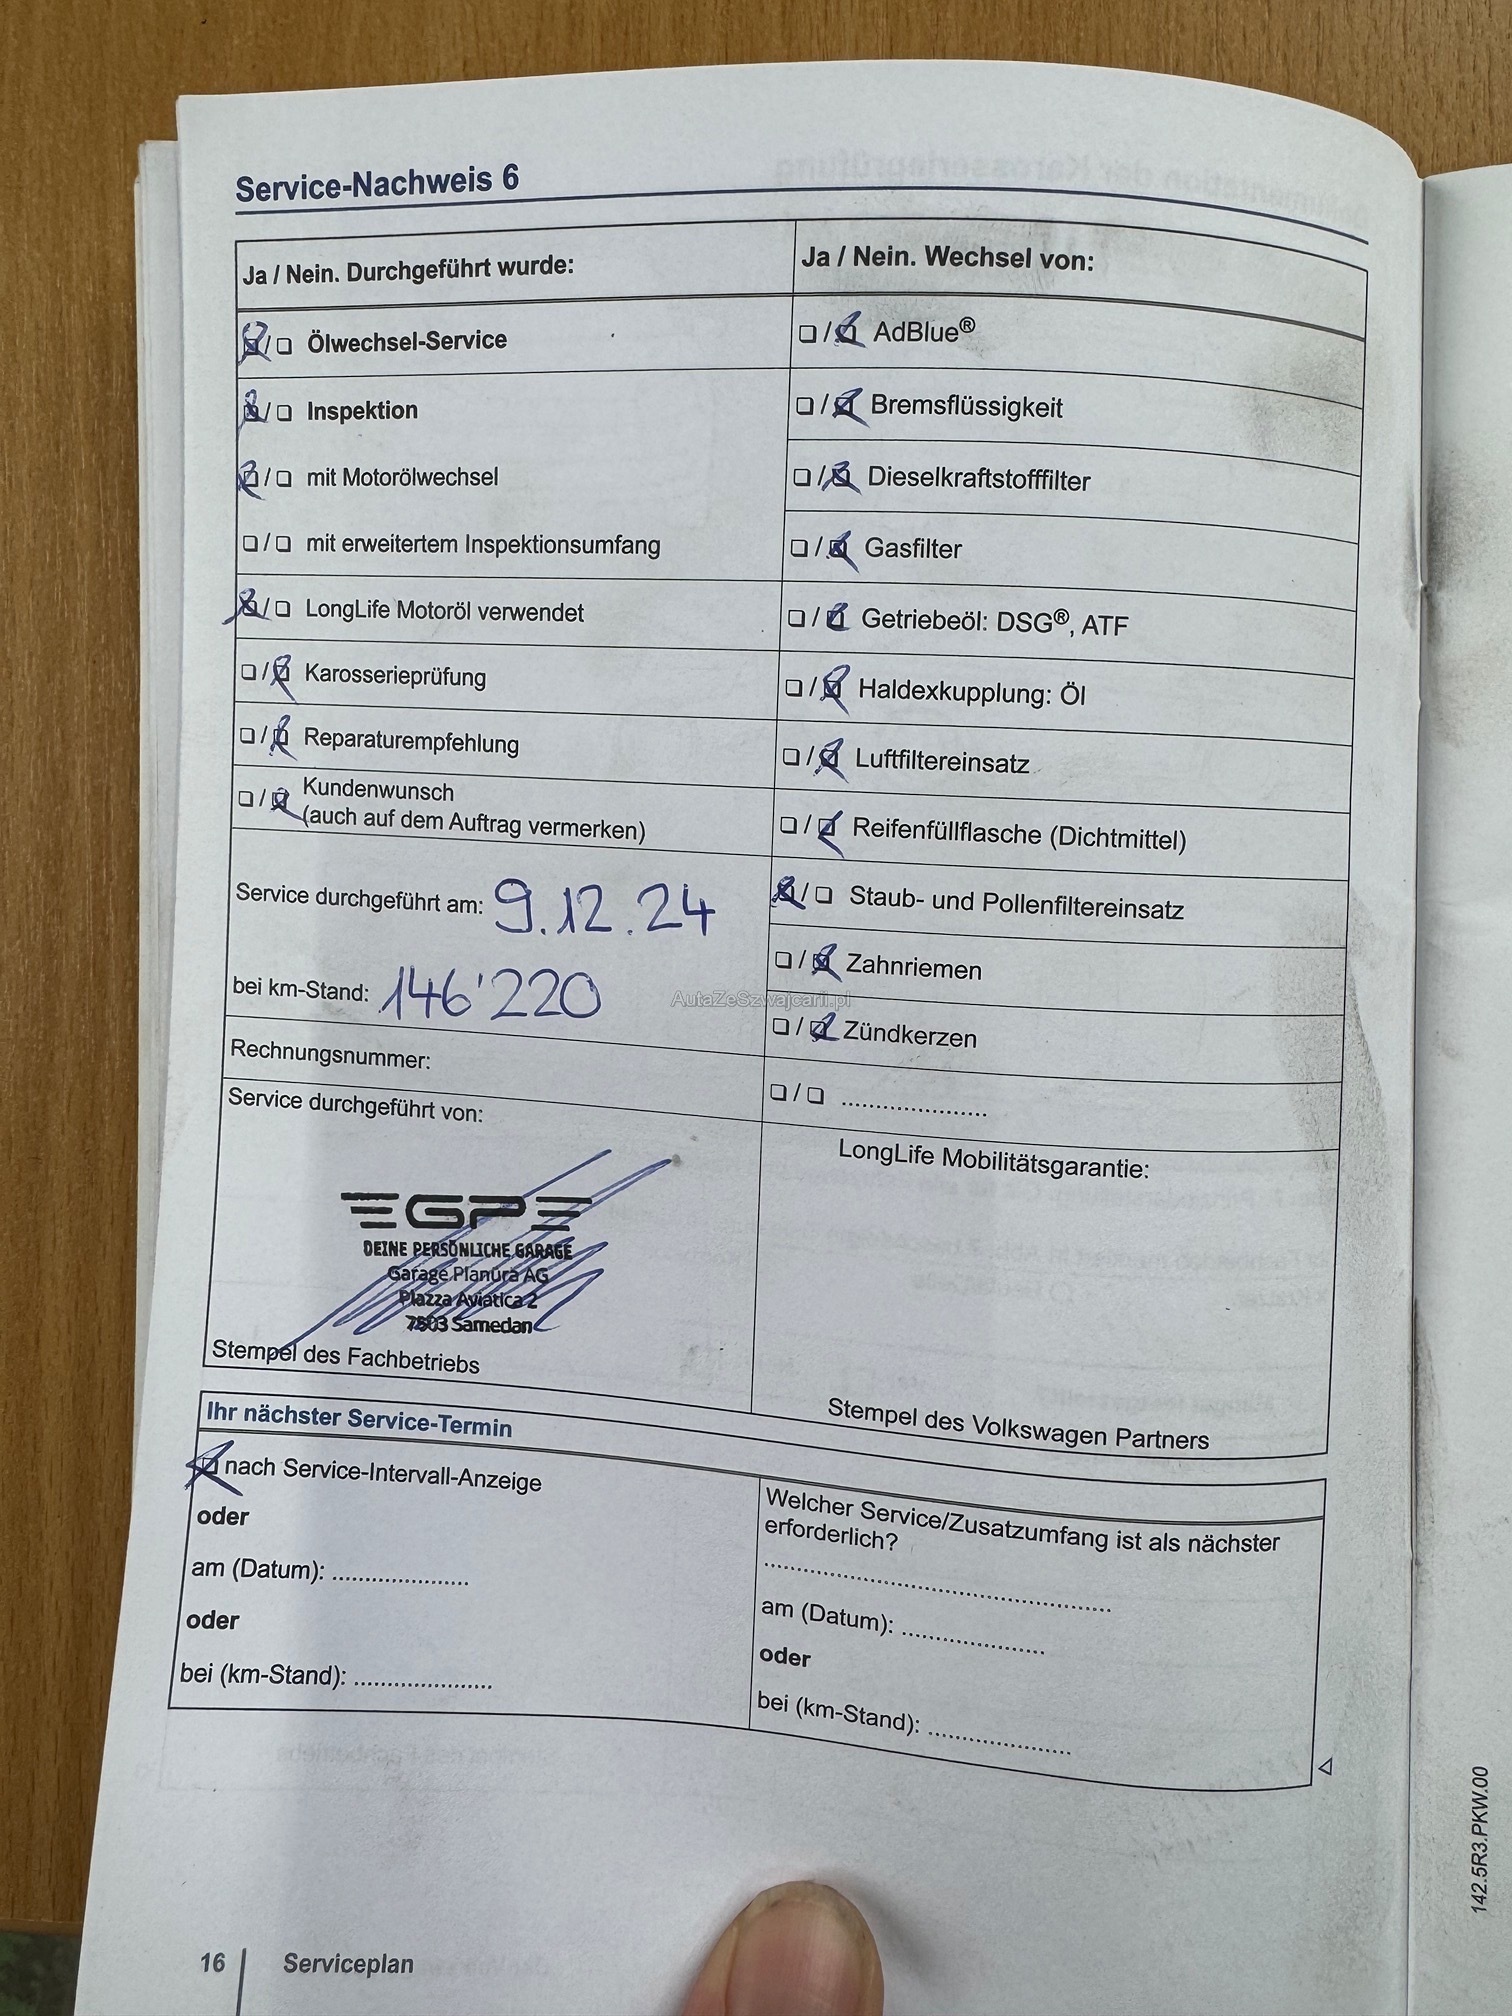 Service-Nachweis 6
Ja / Nein. Durchgeführt wurde:
☒/☐ Ölwechsel-Service
☒/☐ Inspektion
☒/☐ mit Motorölwechsel
☐/☐ mit erweitertem Inspektionsumfang
☒/☐ LongLife Motoröl verwendet
☐/☒ Karosserieprüfung
☐/☒ Reparaturempfehlung
☐/☒ Kundenwunsch
(auch auf dem Auftrag vermerken)
Service durchgeführt am: 9.12.24
bei km-Stand: 146'220
Rechnungsnummer:
Service durchgeführt von:
GP
DEINE PERSÖNLICHE GARAGE
Garage Planüra AG
Plazza Aviatica 2
7503 Samedan
Stempel des Fachbetriebs
Ja / Nein. Wechsel von:
☐/☒ AdBlue®
☐/☒ Bremsflüssigkeit
☐/☒ Dieselkraftstofffilter
☐/☒ Gasfilter
☐/☒ Getriebeöl: DSG®, ATF
☐/☒ Haldexkupplung: Öl
☐/☒ Luftfiltereinsatz
☐/☒ Reifenfüllflasche (Dichtmittel)
☒/☐ Staub- und Pollenfiltereinsatz
☐/☒ Zahnriemen
☐/☒ Zündkerzen
☐/☐ ......................
LongLife Mobilitätsgarantie:
Stempel des Volkswagen Partners
AutaZeSzwajcarii.pl
Ihr nächster Service-Termin
☒ nach Service-Intervall-Anzeige
oder
am (Datum): .....................
oder
bei (km-Stand): .....................
Welcher Service/Zusatzumfang ist als nächster
erforderlich?
.....................................................
am (Datum): .....................
oder
bei (km-Stand): .....................
142.5R3.PKW.00
16 Serviceplan